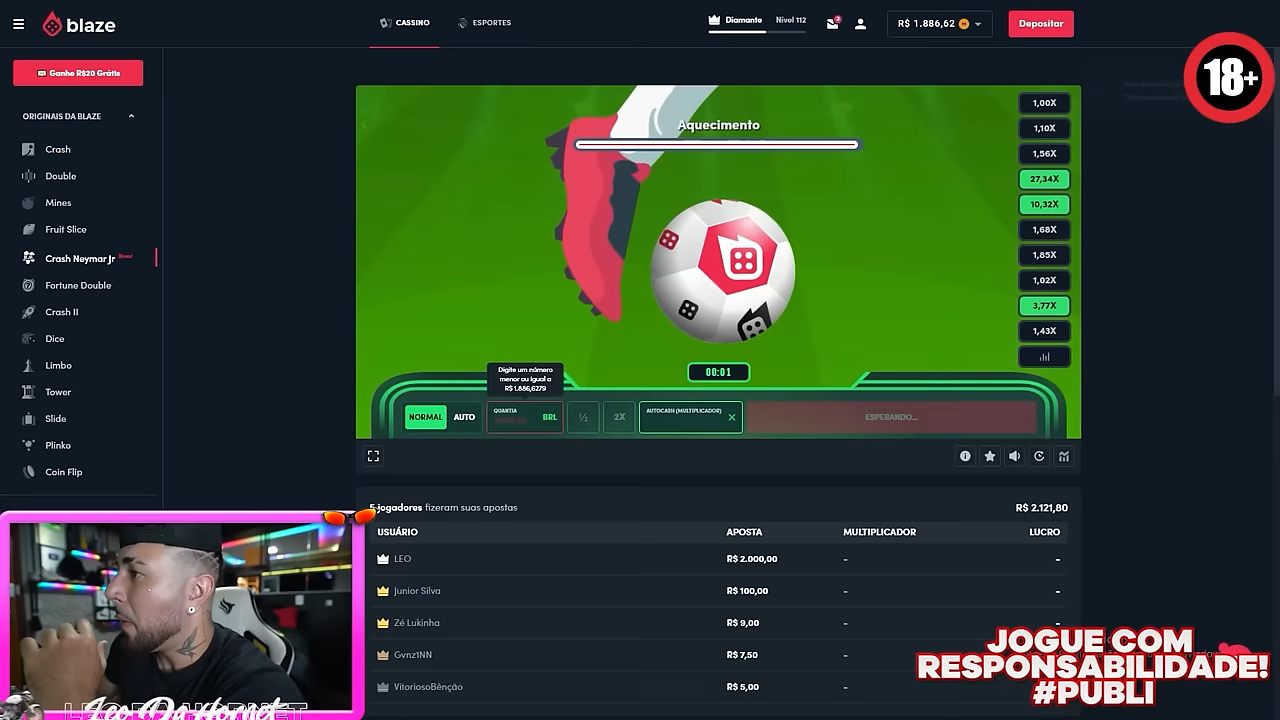 blaze
CASSINO
ESPORTES
Diamante
Nível 112
3
R$ 1.886,62
Depositar
18+
Ganhe R$20 Grátis
ORIGINAIS DA BLAZE
Crash
Double
Mines
Fruit Slice
Crash Neymar Jr Novo!
Fortune Double
Crash II
Dice
Limbo
Tower
Slide
Plinko
Coin Flip
Aquecimento
1,00X
1,10X
1,56X
27,34X
10,32X
1,68X
1,85X
1,02X
3,77X
1,43X
00:01
Digite um número
menor ou igual a
R$ 1.886,6279
NORMAL
AUTO
QUANTIA
BRL
½
2X
AUTOCASH (MULTIPLICADOR)
ESPERANDO...
5 jogadores fizeram suas apostas
R$ 2.121,80
USUÁRIO
APOSTA
MULTIPLICADOR
LUCRO
LEO
R$ 2.000,00
-
-
Junior Silva
R$ 100,00
-
-
Zé Lukinha
R$ 9,00
-
-
Gvnz1NN
R$ 7,50
-
VitoriosoBênção
R$ 5,00
-
JOGUE COM
RESPONSABILIDADE!
#PUBLI